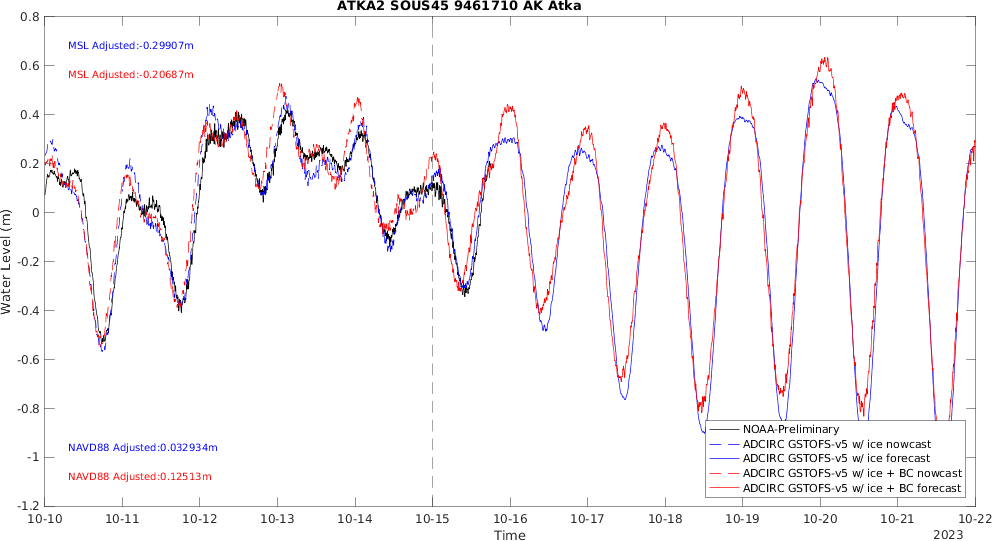 ATKA2 SOUS45 9461710 AK Atka
0.8
0.6
0.4
0.2
0
-0.2
-0.4
-0.6
-0.8
-1
-1.2
Water Level (m)
MSL Adjusted:-0.29907m
MSL Adjusted:-0.20687m
NAVD88 Adjusted:0.032934m
NAVD88 Adjusted:0.12513m
NOAA-Preliminary
ADCIRC GSTOFS-v5 w/ ice nowcast
ADCIRC GSTOFS-v5 w/ ice forecast
ADCIRC GSTOFS-v5 w/ ice + BC nowcast
ADCIRC GSTOFS-v5 w/ ice + BC forecast
10-10 10-11 10-12 10-13 10-14 10-15 10-16 10-17 10-18 10-19 10-20 10-21 10-22
Time
2023